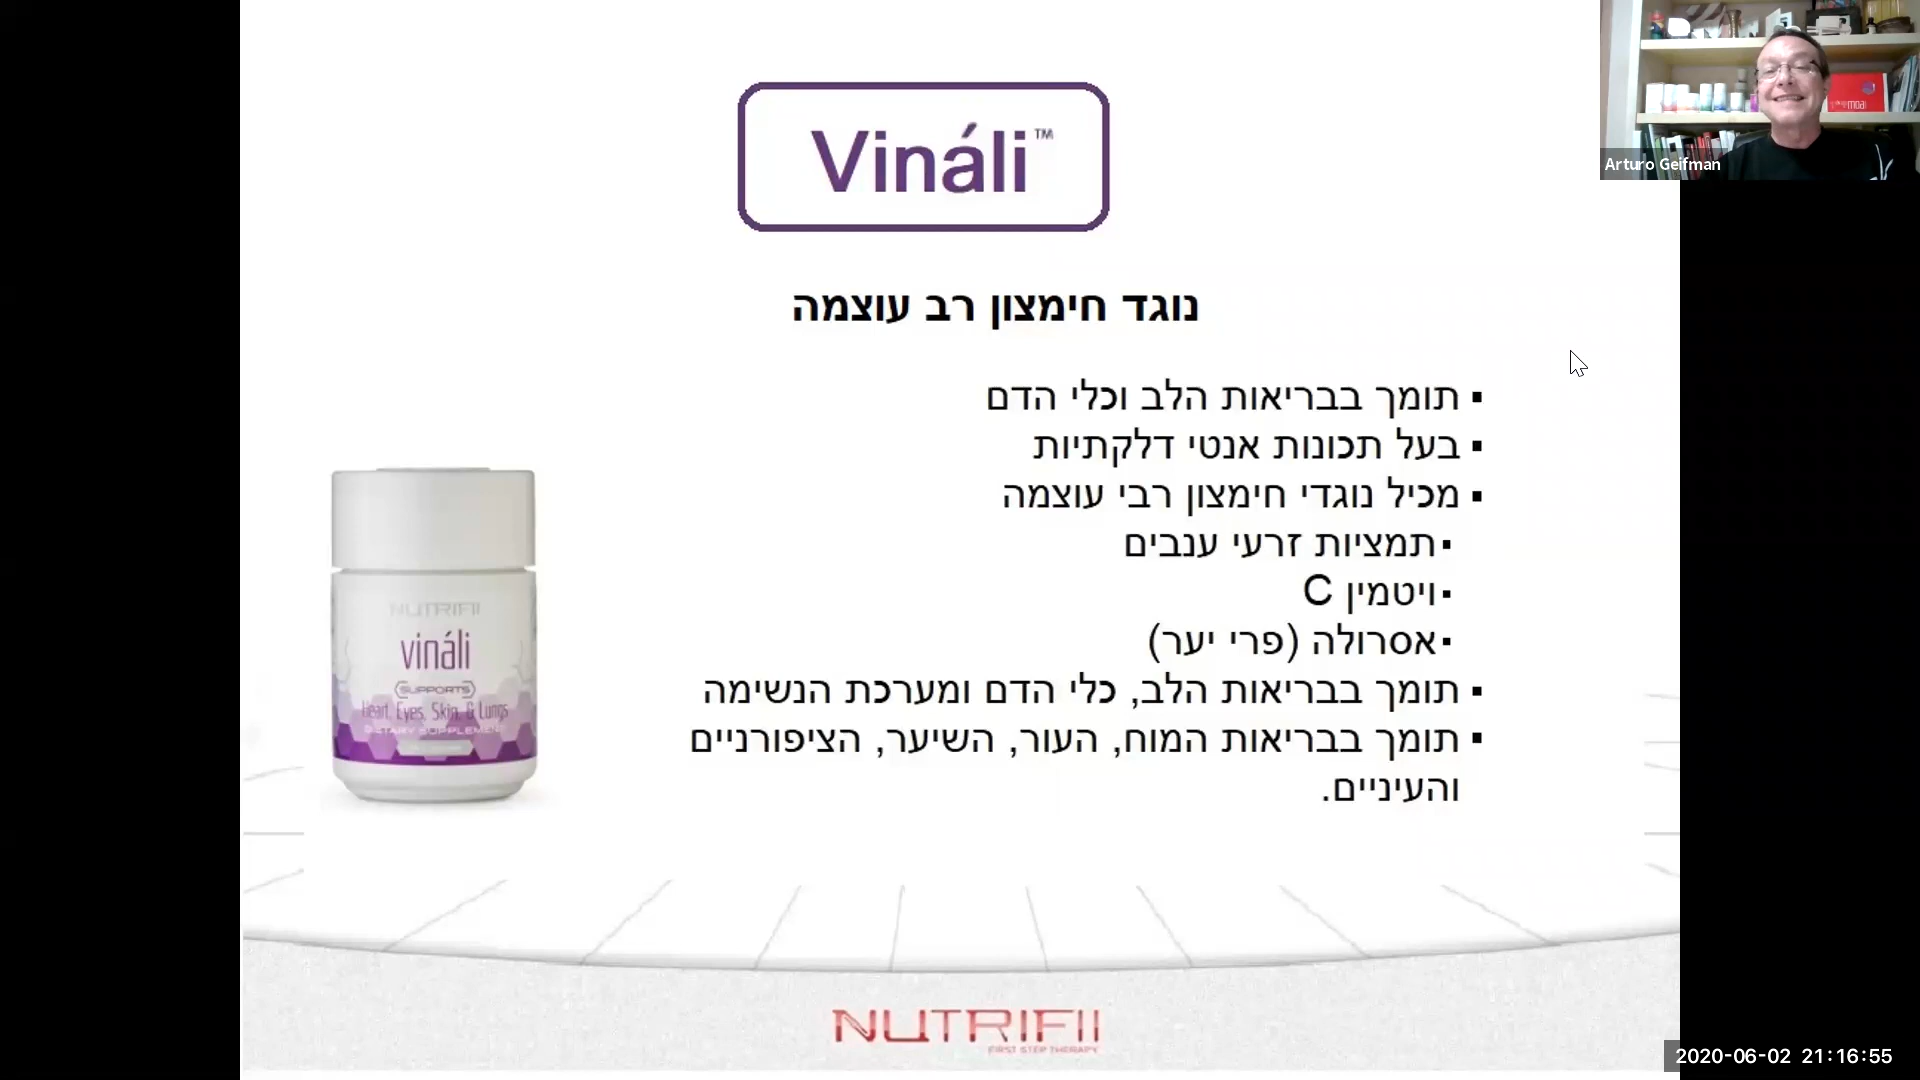 Vináli™
נוגד חימצון רב עוצמה
▪ תומך בבריאות הלב וכלי הדם
▪ בעל תכונות אנטי דלקתיות
▪ מכיל נוגדי חימצון רבי עוצמה
▪תמציות זרעי ענבים
▪ויטמין C
▪אסרולה (פרי יער)
▪ תומך בבריאות הלב, כלי הדם ומערכת הנשימה
▪ תומך בבריאות המוח, העור, השיער, הציפורניים
והעיניים.
NUTRIFII
vináli
SUPPORTS
Heart, Eyes, Skin, & Lungs
DIETARY SUPPLEMENT
NUTRIFII
FIRST STEP THERAPY
Arturo Geifman
2020-06-02 21:16:55